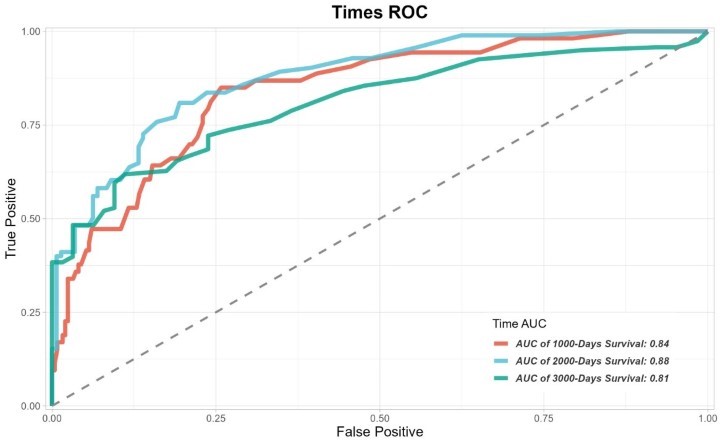 Times ROC
True Positive
1.00
0.75
0.50
0.25
0.00
Time AUC
AUC of 1000-Days Survival: 0.84
AUC of 2000-Days Survival: 0.88
AUC of 3000-Days Survival: 0.81
0.00 0.25 0.50 0.75 1.00
False Positive